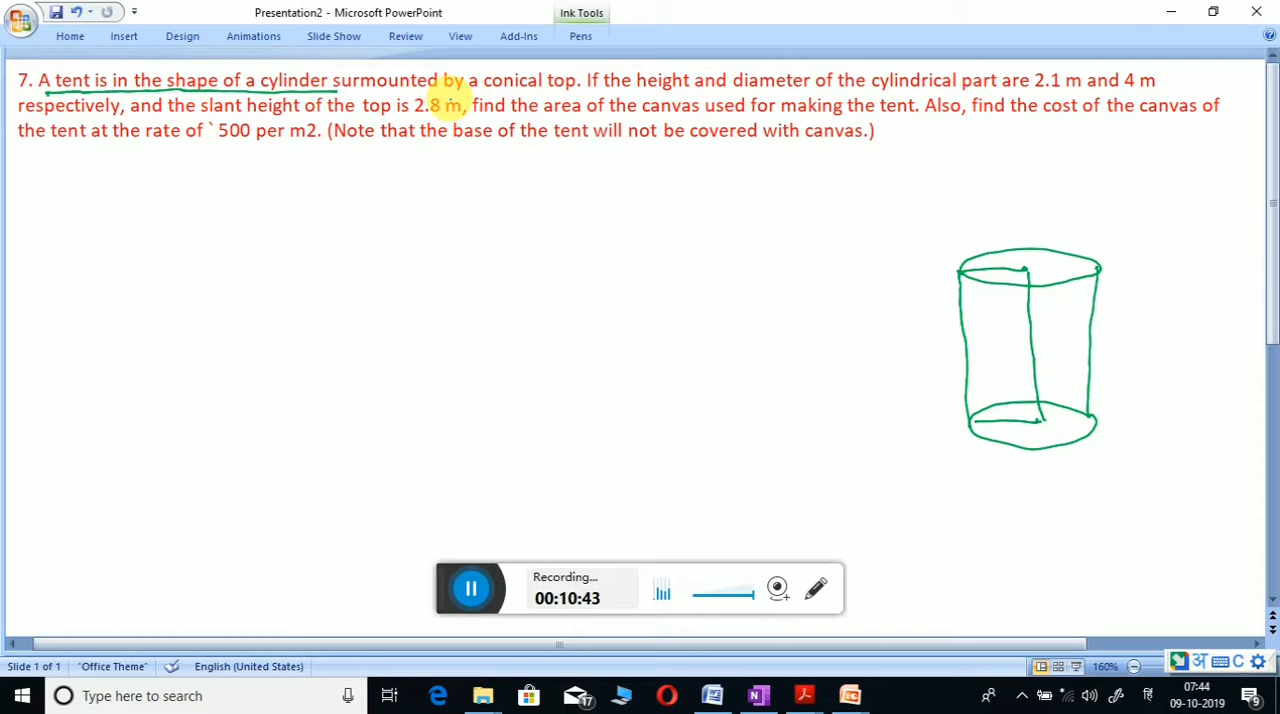 Presentation2 - Microsoft PowerPoint
Ink Tools
Home Insert Design Animations Slide Show Review View Add-Ins Pens
7. A tent is in the shape of a cylinder surmounted by a conical top. If the height and diameter of the cylindrical part are 2.1 m and 4 m
respectively, and the slant height of the top is 2.8 m, find the area of the canvas used for making the tent. Also, find the cost of the canvas of
the tent at the rate of ` 500 per m2. (Note that the base of the tent will not be covered with canvas.)
Recording...
00:10:43
Slide 1 of 1 "Office Theme" English (United States) 160%
अ C
Type here to search
17
07:44
09-10-2019
9